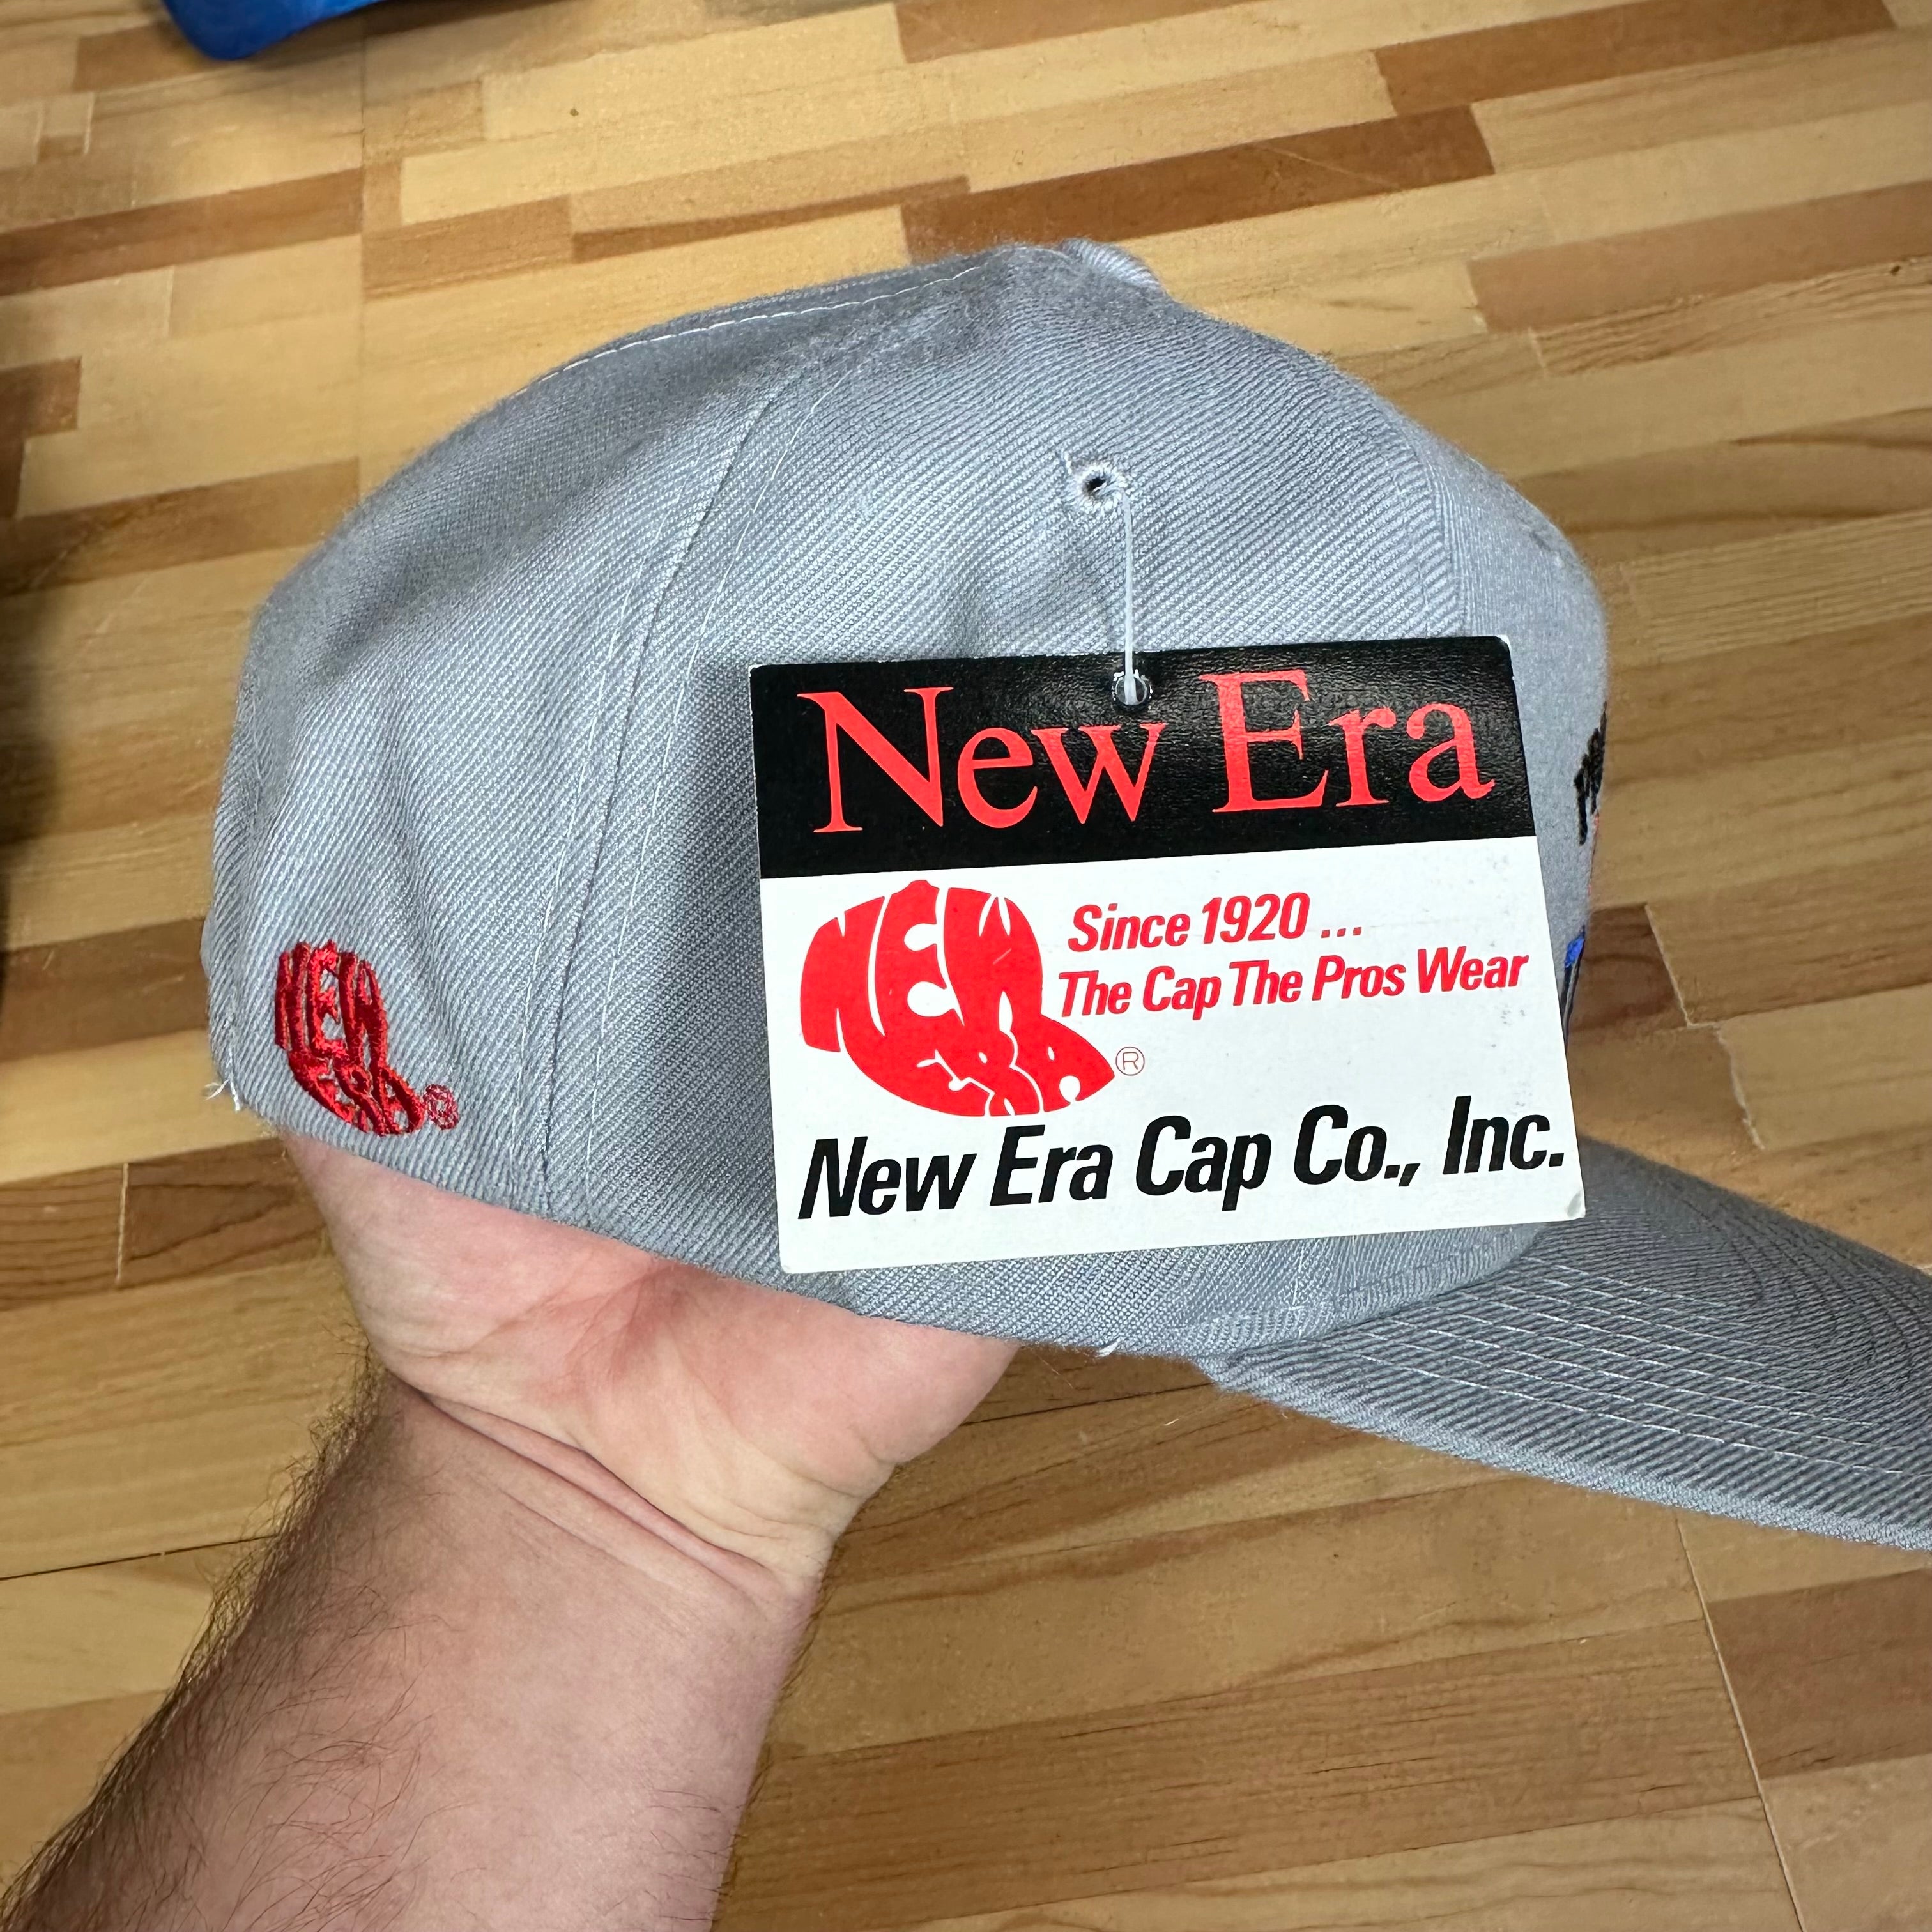 New Era
NEW
ERA
®
Since 1920 ...
The Cap The Pros Wear
New Era Cap Co., Inc.
NEW
ERA
®